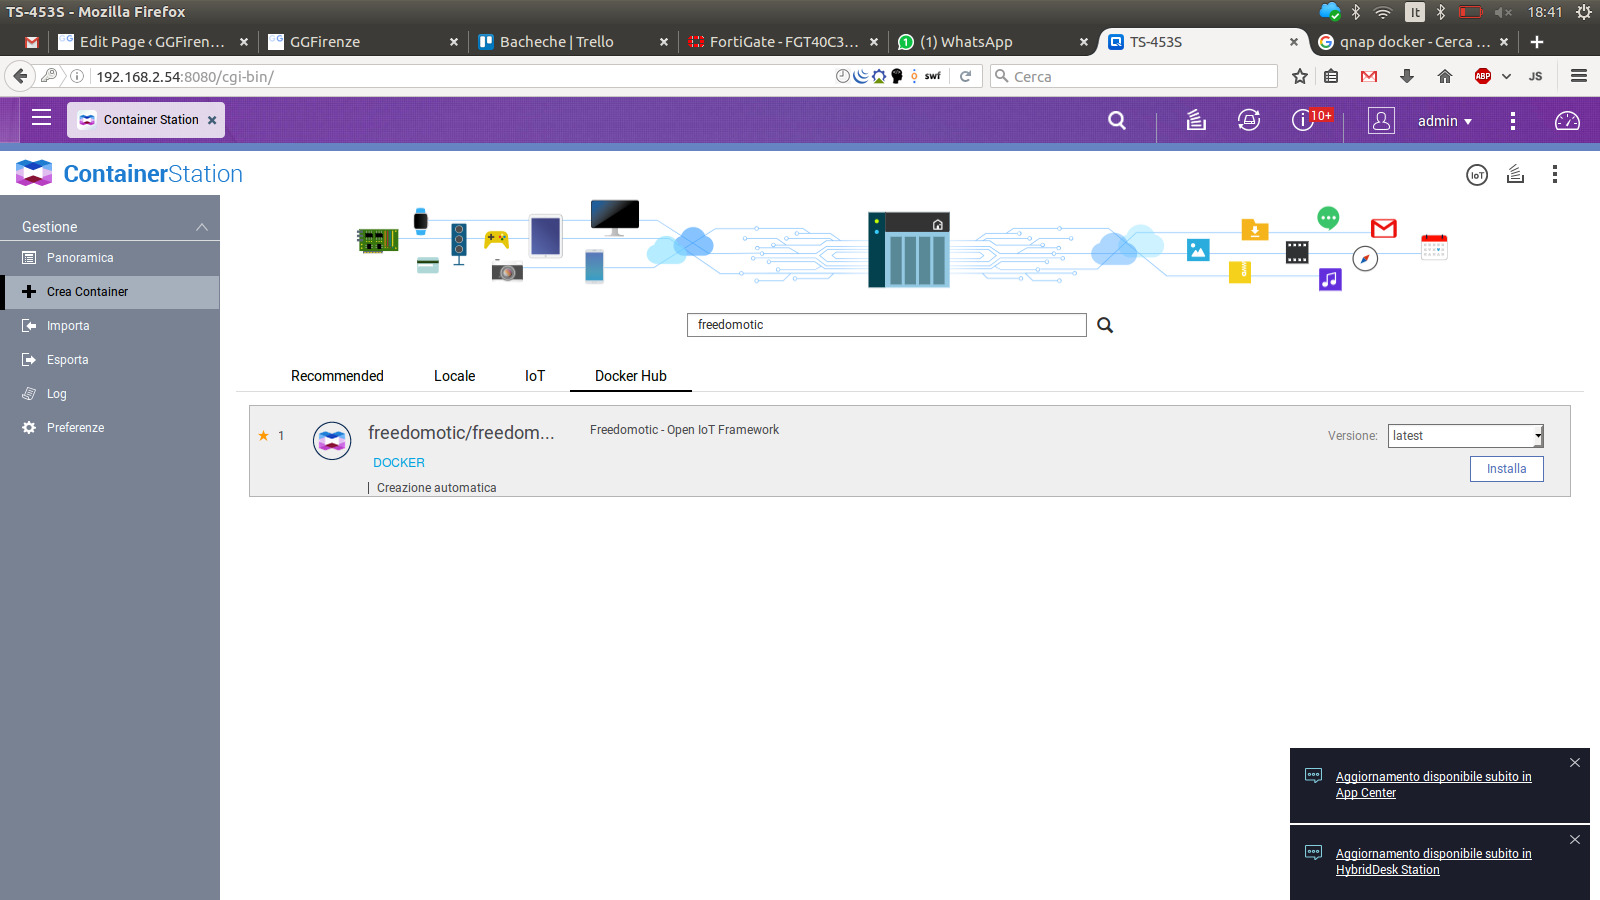 TS-453S - Mozilla Firefox
It
18:41
Edit Page ‹ GGFiren...
GGFirenze
Bacheche | Trello
FortiGate - FGT40C3...
(1) WhatsApp
TS-453S
qnap docker - Cerca ...
192.168.2.54:8080/cgi-bin/
swf
Cerca
ABP
JS
Container Station
10+
admin
ContainerStation
IoT
Gestione
Panoramica
Crea Container
Importa
Esporta
Log
Preferenze
freedomotic
Recommended
Locale
IoT
Docker Hub
1
freedomotic/freedom...
Freedomotic - Open IoT Framework
Versione:
latest
DOCKER
Installa
Creazione automatica
Aggiornamento disponibile subito in
App Center
Aggiornamento disponibile subito in
HybridDesk Station